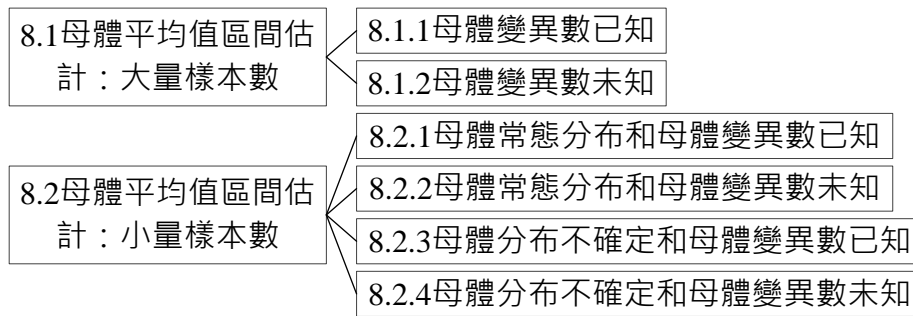 8.1母體平均值區間估
計：大量樣本數
8.1.1母體變異數已知
8.1.2母體變異數未知
8.2母體平均值區間估
計：小量樣本數
8.2.1母體常態分布和母體變異數已知
8.2.2母體常態分布和母體變異數未知
8.2.3母體分布不確定和母體變異數已知
8.2.4母體分布不確定和母體變異數未知